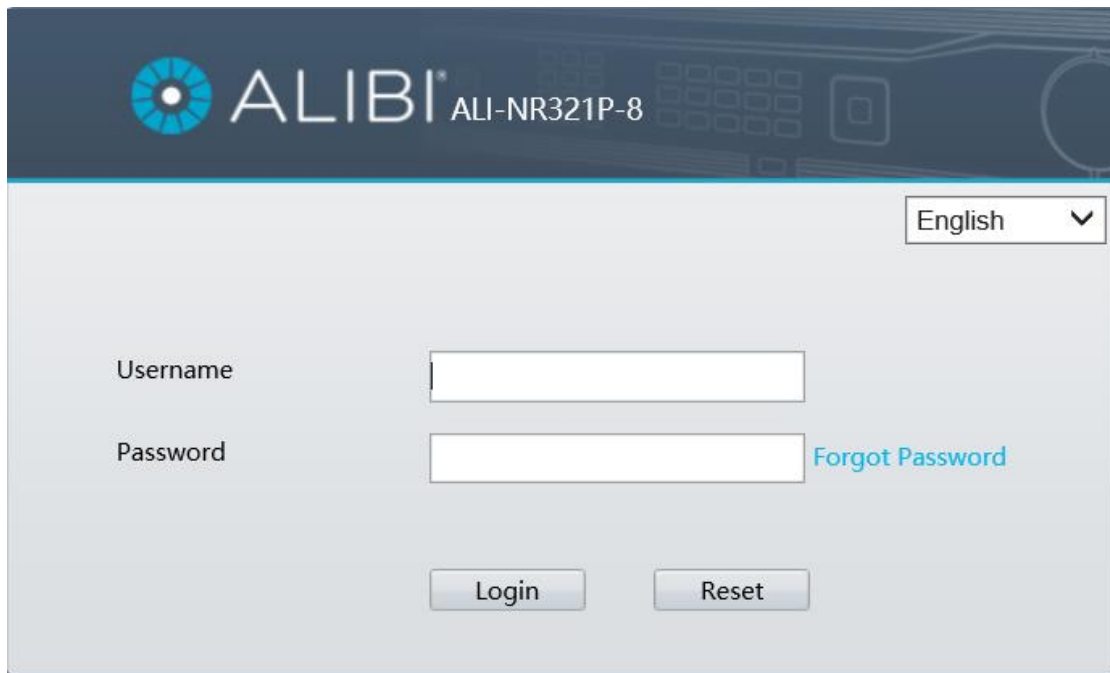 ALIBI® ALI-NR321P-8
English
Username
Password
Forgot Password
Login
Reset